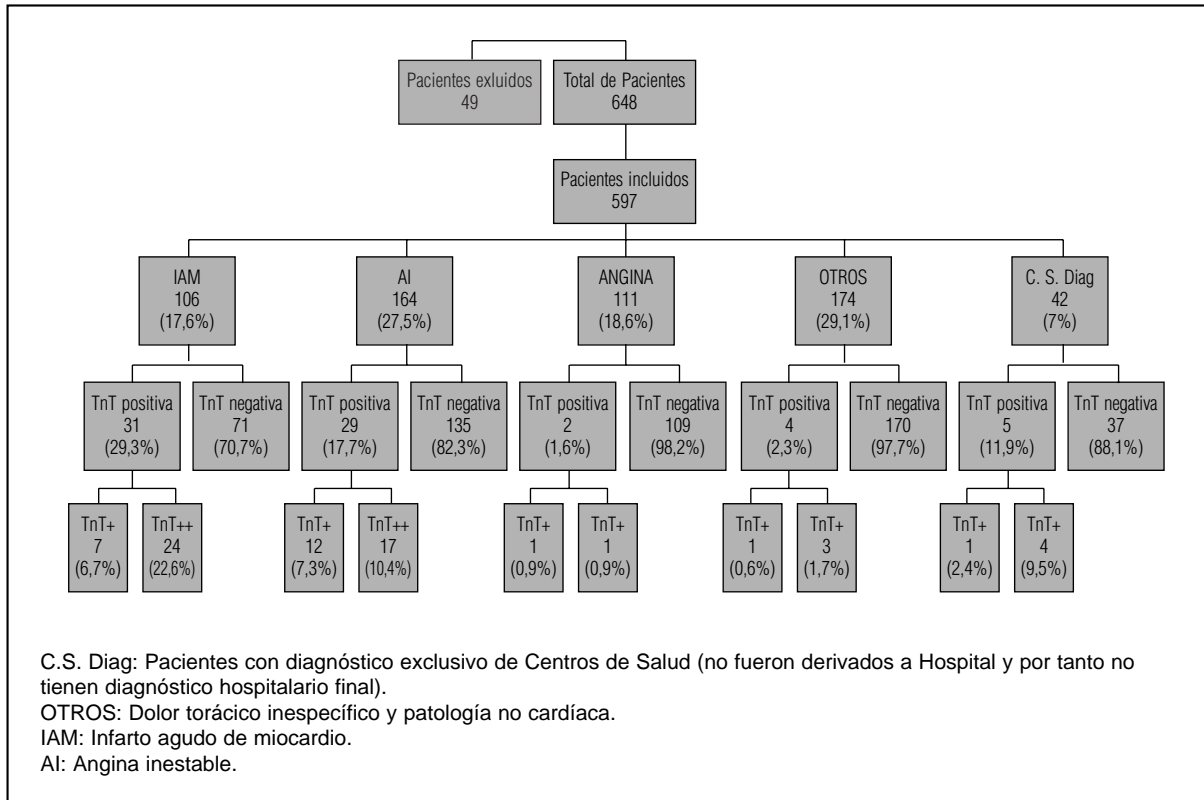 Pacientes exluidos
49
Total de Pacientes
648
Pacientes incluidos
597
IAM
106
(17,6%)
AI
164
(27,5%)
ANGINA
111
(18,6%)
OTROS
174
(29,1%)
C. S. Diag
42
(7%)
TnT positiva
31
(29,3%)
TnT negativa
71
(70,7%)
TnT positiva
29
(17,7%)
TnT negativa
135
(82,3%)
TnT positiva
2
(1,6%)
TnT negativa
109
(98,2%)
TnT positiva
4
(2,3%)
TnT negativa
170
(97,7%)
TnT positiva
5
(11,9%)
TnT negativa
37
(88,1%)
TnT+
7
(6,7%)
TnT++
24
(22,6%)
TnT+
12
(7,3%)
TnT++
17
(10,4%)
TnT+
1
(0,9%)
TnT+
1
(0,9%)
TnT+
1
(0,6%)
TnT+
3
(1,7%)
TnT+
1
(2,4%)
TnT+
4
(9,5%)
C.S. Diag: Pacientes con diagnóstico exclusivo de Centros de Salud (no fueron derivados a Hospital y por tanto no
tienen diagnóstico hospitalario final).
OTROS: Dolor torácico inespecífico y patología no cardíaca.
IAM: Infarto agudo de miocardio.
AI: Angina inestable.